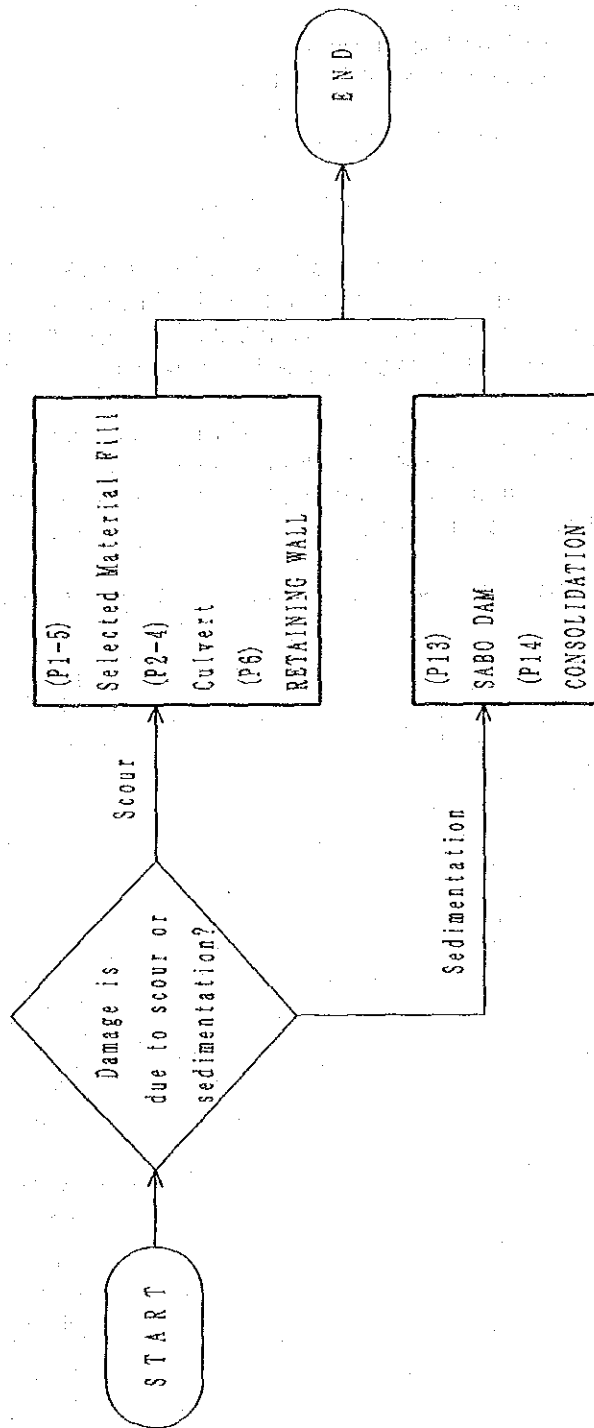 START
Damage is
due to scour or
sedimentation?
Scour
(P1-5)
Selected Material Fill
(P2-4)
Culvert
(P6)
RETAINING WALL
Sedimentation
(P13)
SABO DAM
(P14)
CONSOLIDATION
END